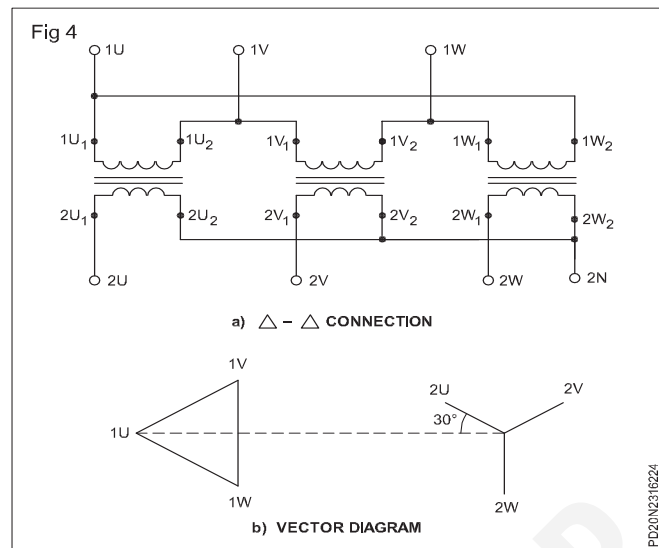 Fig 4
1U 1V 1W
1U1 1U2 1V1 1V2 1W1 1W2
2U1 2U2 2V1 2V2 2W1 2W2
2U 2V 2W 2N
a) △ – △ CONNECTION
1V
2U 2V
1U 30°
1W 2W
b) VECTOR DIAGRAM
PD20N2316224